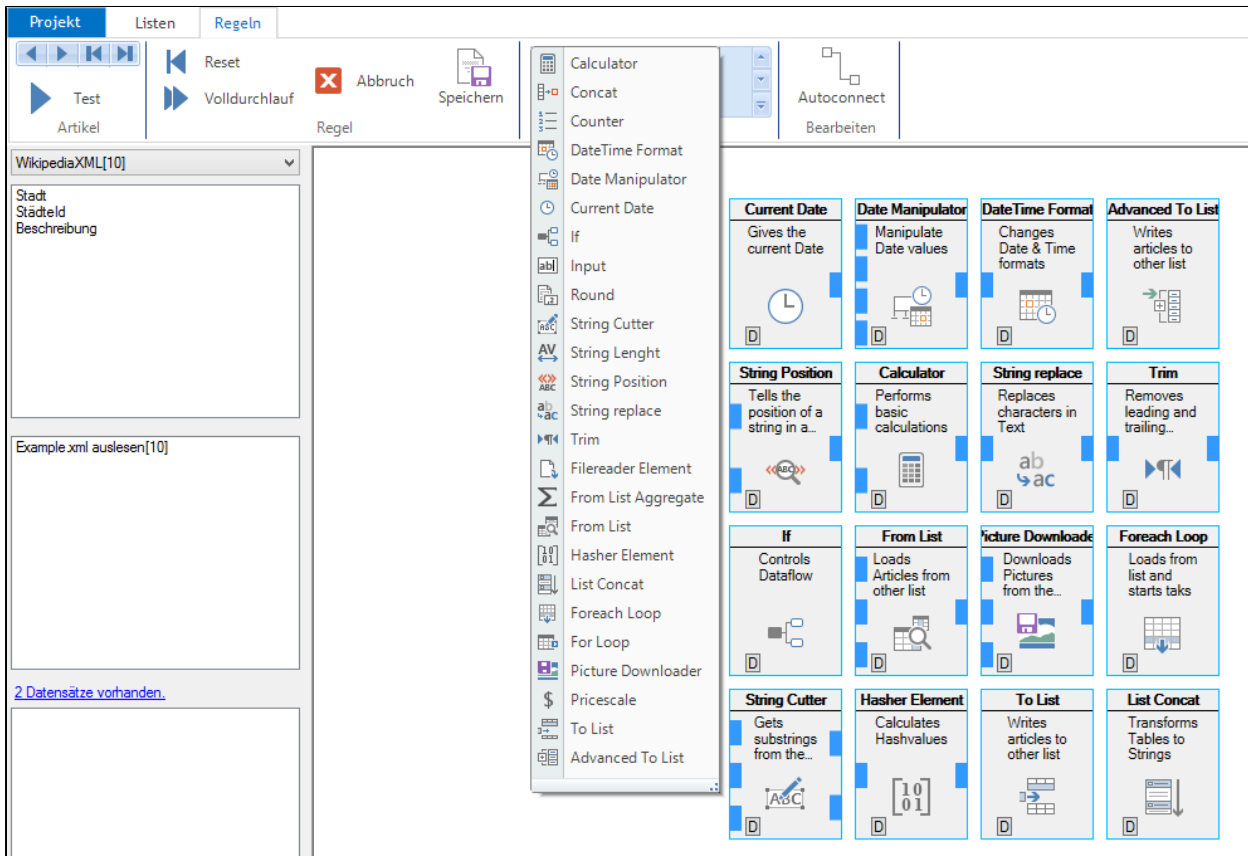 Projekt
Listen
Regeln
Test
Artikel
Reset
Volldurchlauf
Abbruch
Speichern
Regel
Autoconnect
Bearbeiten
WikipediaXML[10]
Stadt
StädteId
Beschreibung
Example.xml auslesen[10]
2 Datensätze vorhanden.
Calculator
Concat
Counter
DateTime Format
Date Manipulator
Current Date
If
Input
Round
String Cutter
String Lenght
String Position
String replace
Trim
Filereader Element
From List Aggregate
From List
Hasher Element
List Concat
Foreach Loop
For Loop
Picture Downloader
Pricescale
To List
Advanced To List
Current Date
Gives the
current Date
D
Date Manipulator
Manipulate
Date values
D
DateTime Format
Changes
Date & Time
formats
D
Advanced To List
Writes
articles to
other list
D
String Position
Tells the
position of a
string in a...
ABC
D
Calculator
Performs
basic
calculations
D
String replace
Replaces
characters in
Text
ab
ac
D
Trim
Removes
leading and
trailing...
D
If
Controls
Dataflow
D
From List
Loads
Articles from
other list
D
Picture Downloade
Downloads
Pictures
from the...
D
Foreach Loop
Loads from
list and
starts taks
D
String Cutter
Gets
substrings
from the...
ABC
D
Hasher Element
Calculates
Hashvalues
10
01
D
To List
Writes
articles to
other list
D
List Concat
Transforms
Tables to
Strings
D